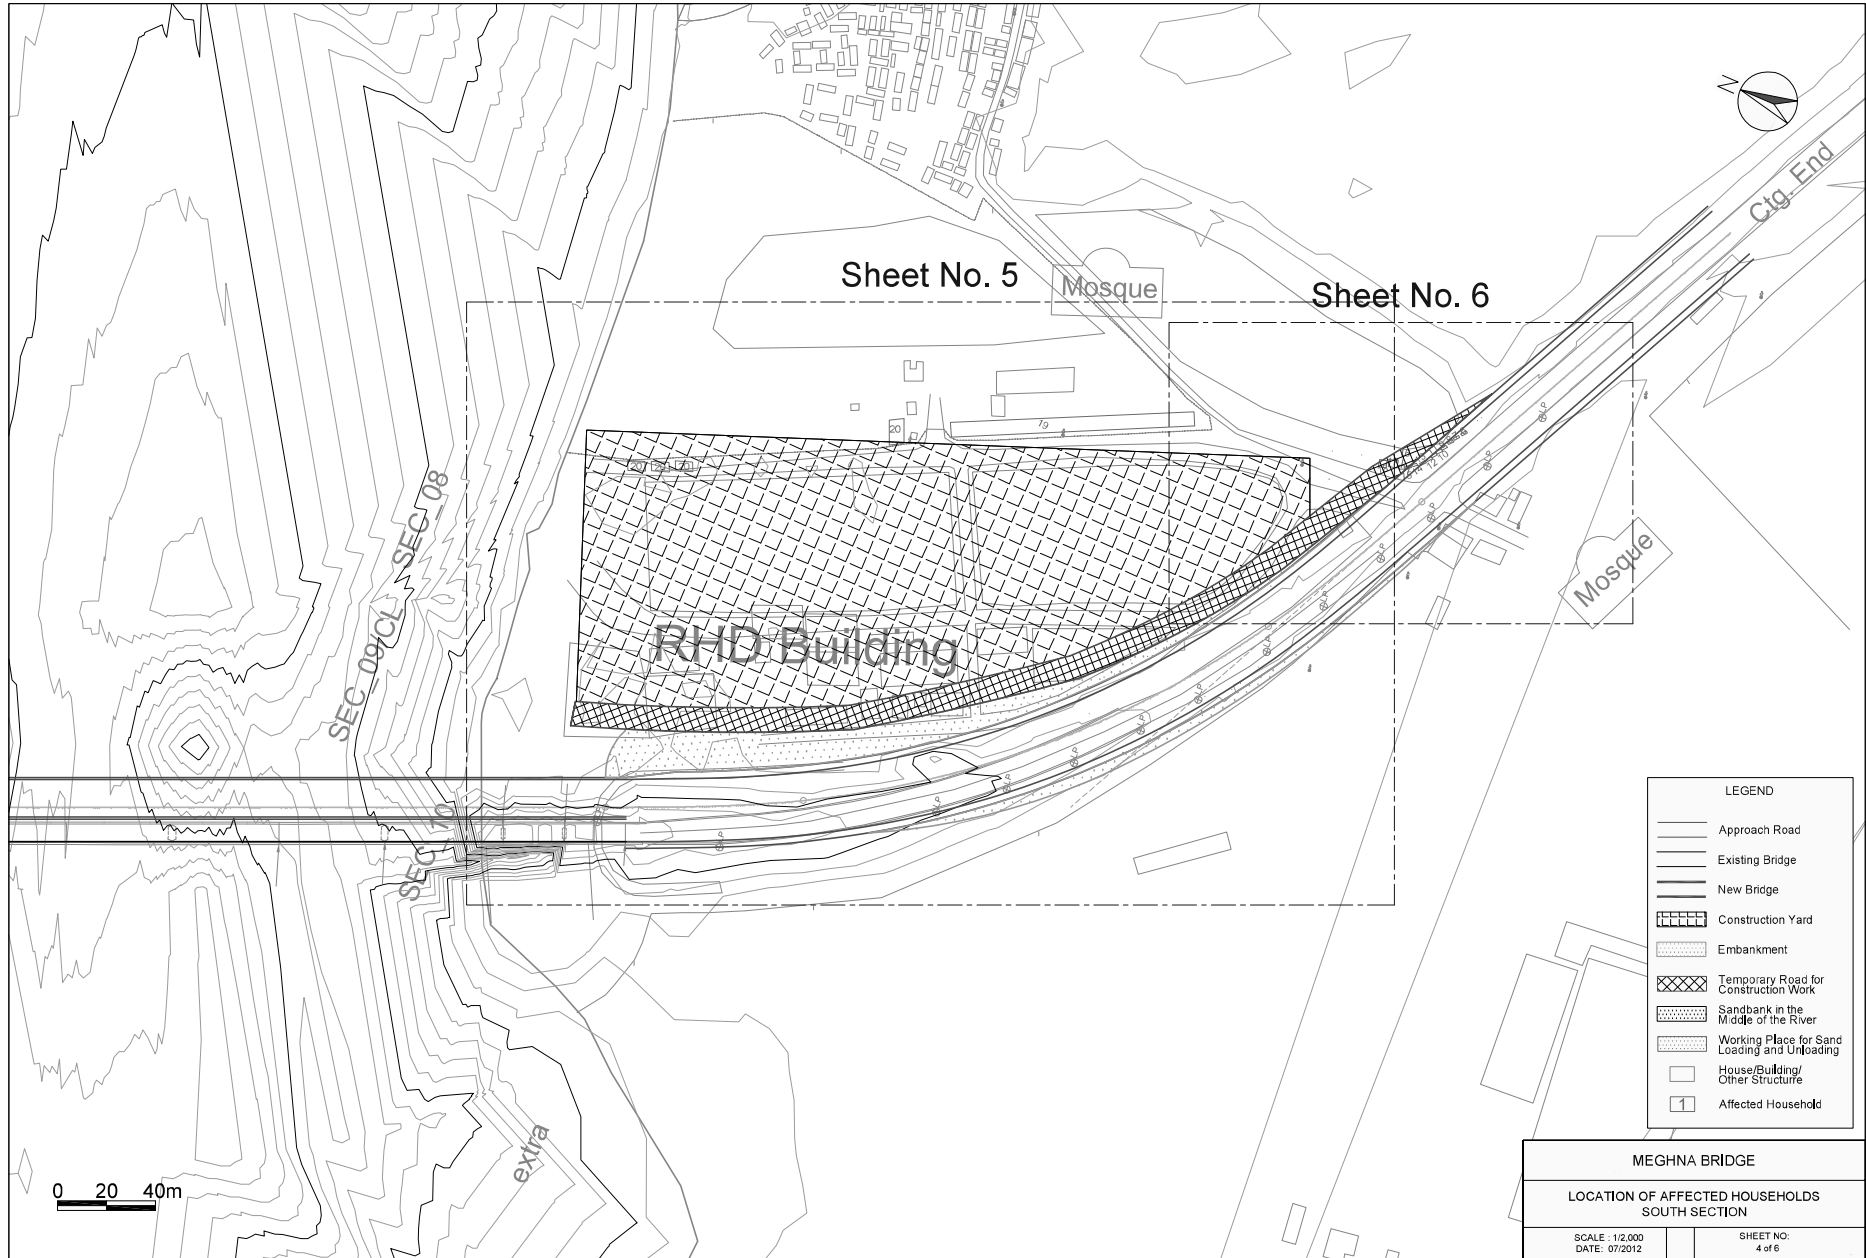 N
Ctg. End
Sheet No. 5
Mosque
Sheet No. 6
19
20
20
20
SEC_08
Mosque
SEC_09/CL
RHD Building
SEC_10
L.P
L.P
L.P
L.P
L.P
L.P
L.P
L.P
L.P
L.P
L.P
L.P
extra
0 20 40m
LEGEND
Approach Road
Existing Bridge
New Bridge
Construction Yard
Embankment
Temporary Road for
Construction Work
Sandbank in the
Middle of the River
Working Place for Sand
Loading and Unloading
House/Building/
Other Structure
1 Affected Household
MEGHNA BRIDGE
LOCATION OF AFFECTED HOUSEHOLDS
SOUTH SECTION
SCALE : 1/2,000
DATE: 07/2012
SHEET NO:
4 of 6